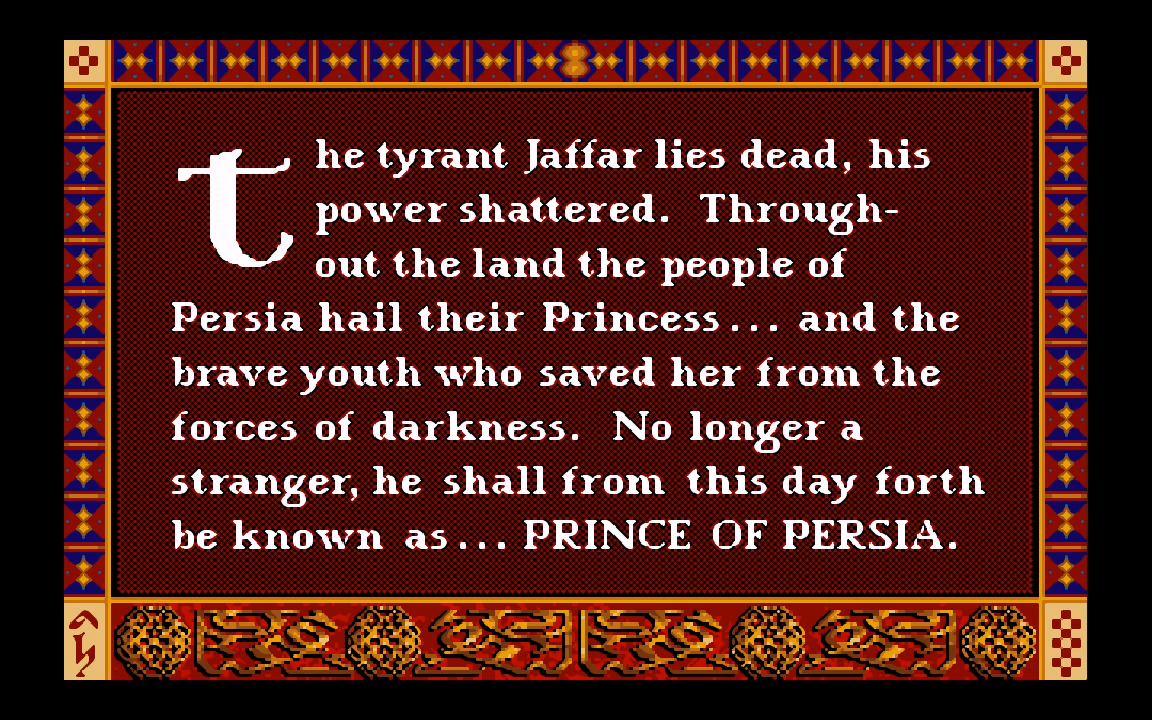 the tyrant Jaffar lies dead, his
power shattered. Through-
out the land the people of
Persia hail their Princess... and the
brave youth who saved her from the
forces of darkness. No longer a
stranger, he shall from this day forth
be known as... PRINCE OF PERSIA.